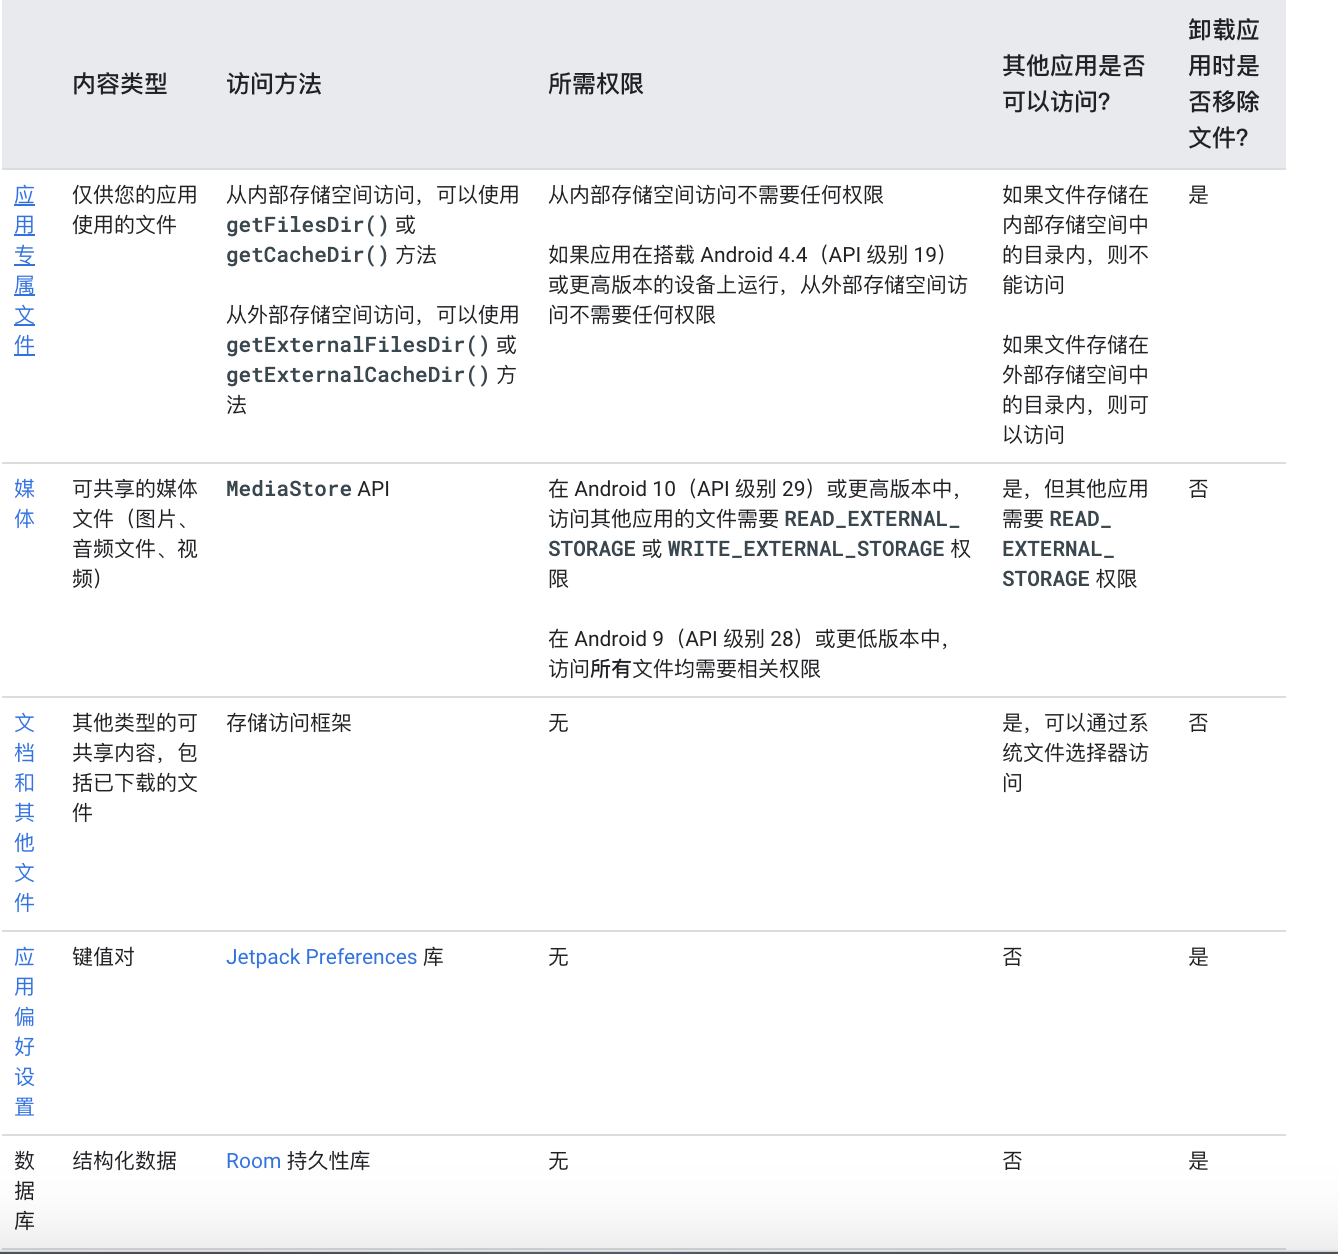 内容类型
访问方法
所需权限
其他应用是否
可以访问?
卸载应
用时是
否移除
文件?
应
用
专
属
文
件
仅供您的应用
使用的文件
从内部存储空间访问，可以使用
getFilesDir() 或
getCacheDir() 方法
从外部存储空间访问，可以使用
getExternalFilesDir() 或
getExternalCacheDir() 方
法
从内部存储空间访问不需要任何权限
如果应用在搭载 Android 4.4（API 级别 19）
或更高版本的设备上运行，从外部存储空间访
问不需要任何权限
如果文件存储在
内部存储空间中
的目录内，则不
能访问
如果文件存储在
外部存储空间中
的目录内，则可
以访问
是
媒
体
可共享的媒体
文件（图片、
音频文件、视
频）
MediaStore API
在 Android 10（API 级别 29）或更高版本中，
访问其他应用的文件需要 READ_EXTERNAL_
STORAGE 或 WRITE_EXTERNAL_STORAGE 权
限
在 Android 9（API 级别 28）或更低版本中，
访问所有文件均需要相关权限
是，但其他应用
需要 READ_
EXTERNAL_
STORAGE 权限
否
文
档
和
其
他
文
件
其他类型的可
共享内容，包
括已下载的文
件
存储访问框架
无
是，可以通过系
统文件选择器访
问
否
应
用
偏
好
设
置
键值对
Jetpack Preferences 库
无
否
是
数
据
库
结构化数据
Room 持久性库
无
否
是